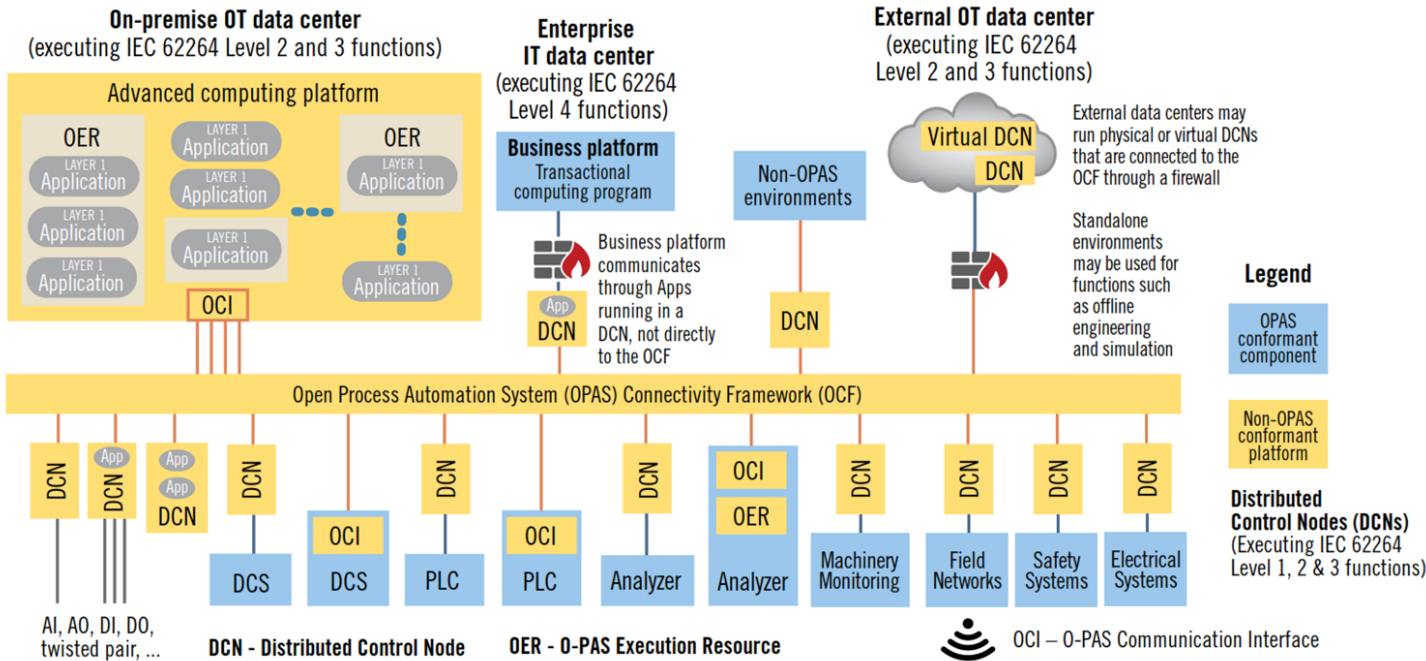 On-premise OT data center
(executing IEC 62264 Level 2 and 3 functions)
Advanced computing platform
OER
LAYER 1
Application
LAYER 1
Application
LAYER 1
Application
LAYER 1
Application
LAYER 1
Application
LAYER 1
Application
OER
LAYER 1
Application
LAYER 1
Application
OCI
Enterprise
IT data center
(executing IEC 62264
Level 4 functions)
Business platform
Transactional
computing program
Business platform
communicates
through Apps
running in a
DCN, not directly
to the OCF
App
DCN
Non-OPAS
environments
DCN
External OT data center
(executing IEC 62264
Level 2 and 3 functions)
Virtual DCN
DCN
External data centers may
run physical or virtual DCNs
that are connected to the
OCF through a firewall
Standalone
environments
may be used for
functions such
as offline
engineering
and simulation
Legend
OPAS
conformant
component
Non-OPAS
conformant
platform
Distributed
Control Nodes (DCNs)
(Executing IEC 62264
Level 1, 2 & 3 functions)
Open Process Automation System (OPAS) Connectivity Framework (OCF)
DCN
App
DCN
App
App
DCN
DCN
DCS
OCI
DCS
DCN
PLC
OCI
PLC
DCN
Analyzer
OCI
OER
Analyzer
DCN
Machinery
Monitoring
DCN
Field
Networks
DCN
Safety
Systems
DCN
Electrical
Systems
AI, AO, DI, DO,
twisted pair, ...
DCN - Distributed Control Node
OER - O-PAS Execution Resource
OCI – O-PAS Communication Interface